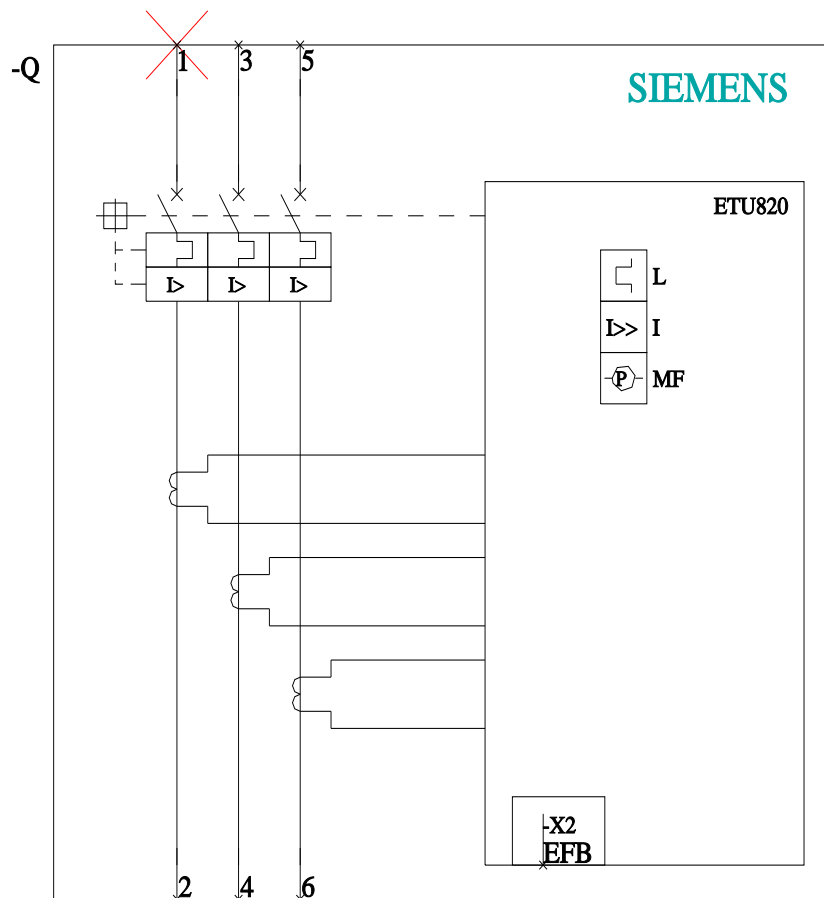 1 3 5
-Q
SIEMENS
ETU820
L
I> I> I>
I>> I
P MF
-X2
EFB
2 4 6